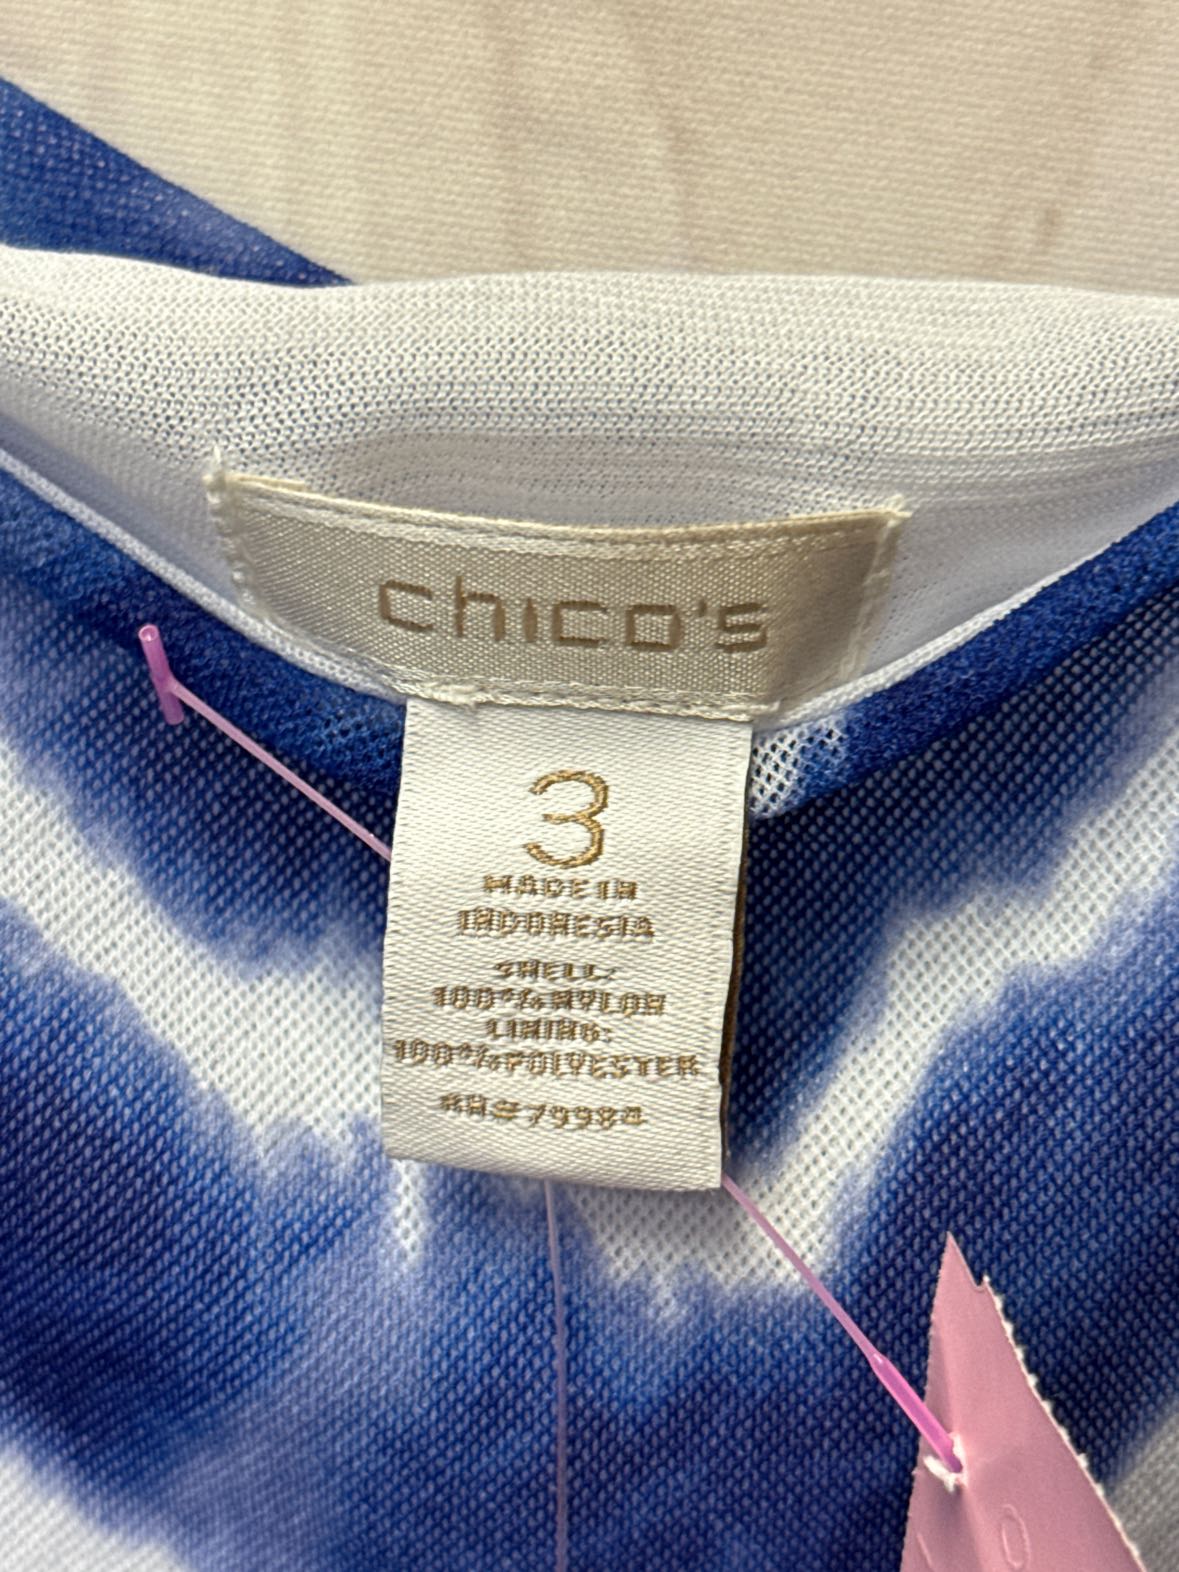 chico's
3
MADE IN
INDONESIA
SHELL:
100% NYLON
LINING:
100% POLYESTER
RN# 79984